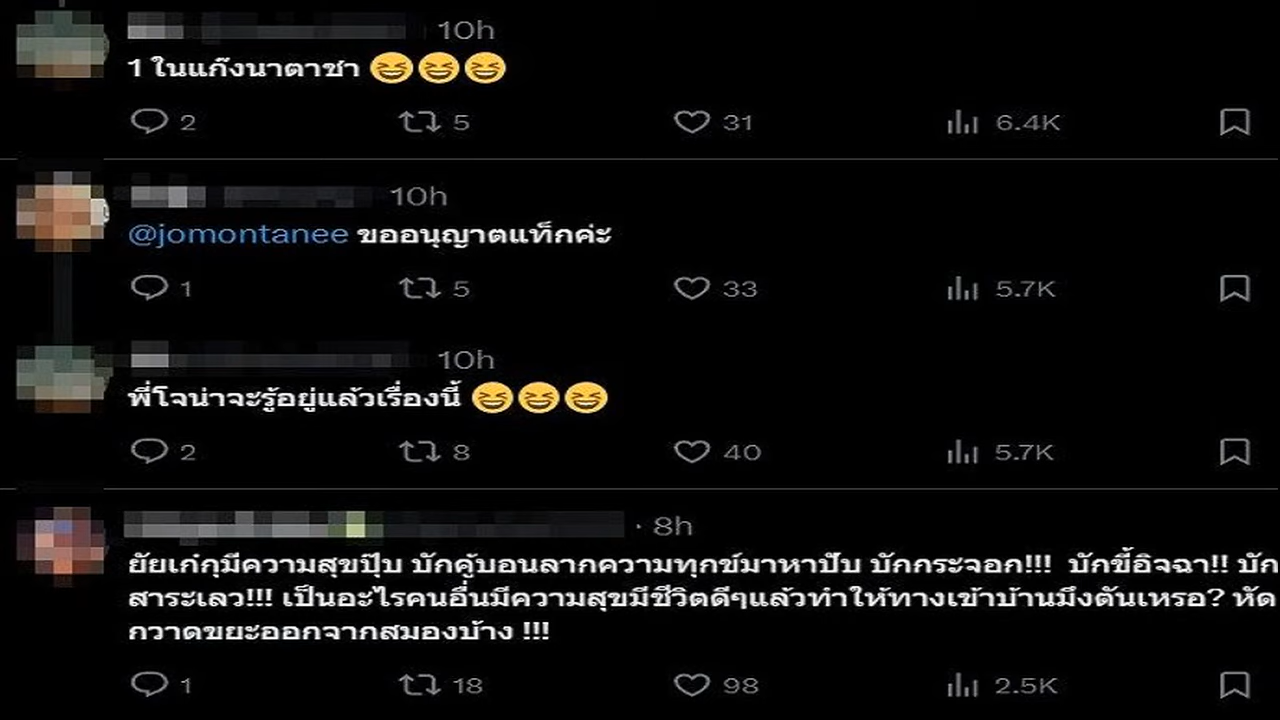 10h
1 ในแก๊งนาตาชา 😆😆😆
2 5 31 6.4K
10h
@jomontanee ขออนุญาตแท็กค่ะ
1 5 33 5.7K
10h
พี่โจน่าจะรู้อยู่แล้วเรื่องนี้ 😆😆😆
2 8 40 5.7K
· 8h
ยัยเก๋กุมีความสุขปุ๊บ บักคู้บอนลากความทุกข์มาหาปั๊บ บักกระจอก!!! บักขี้อิจฉา!! บัก
สาระเลว!!! เป็นอะไรคนอื่นมีความสุขมีชีวิตดีๆแล้วทำให้ทางเข้าบ้านมึงตันเหรอ? หัด
กวาดขยะออกจากสมองบ้าง !!!
1 18 98 2.5K